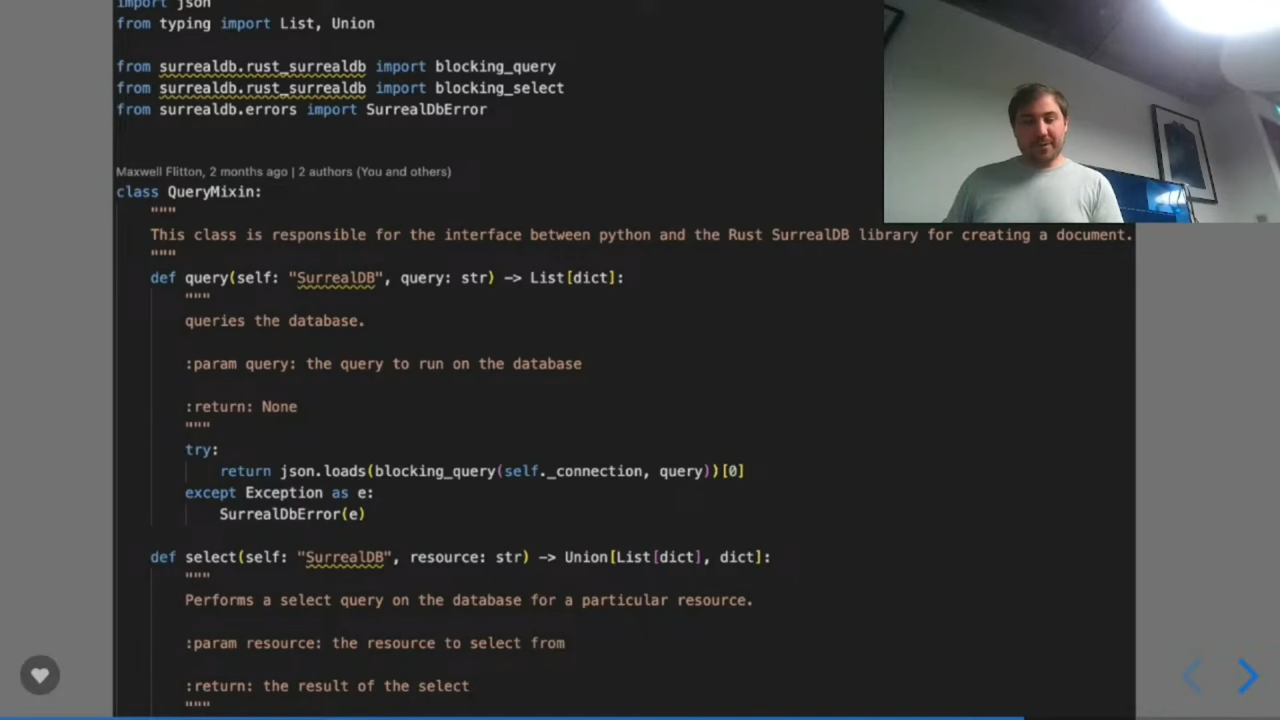 import json
from typing import List, Union
from surrealdb.rust_surrealdb import blocking_query
from surrealdb.rust_surrealdb import blocking_select
from surrealdb.errors import SurrealDbError
Maxwell Flitton, 2 months ago | 2 authors (You and others)
class QueryMixin:
"""
This class is responsible for the interface between python and the Rust SurrealDB library for creating a document.
"""
def query(self: "SurrealDB", query: str) -> List[dict]:
"""
queries the database.
:param query: the query to run on the database
:return: None
"""
try:
return json.loads(blocking_query(self._connection, query))[0]
except Exception as e:
SurrealDbError(e)
def select(self: "SurrealDB", resource: str) -> Union[List[dict], dict]:
"""
Performs a select query on the database for a particular resource.
:param resource: the resource to select from
:return: the result of the select
"""